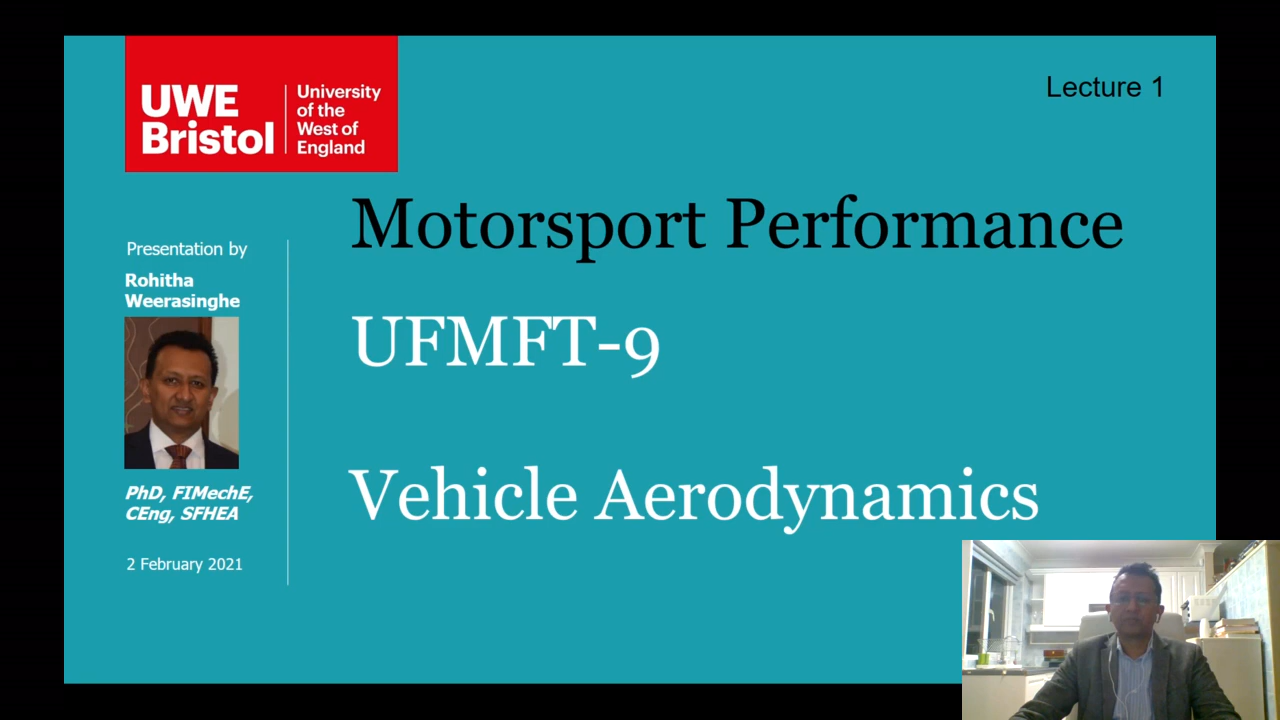 UWE
Bristol
University
of the
West of
England
Lecture 1
Motorsport Performance
Presentation by
Rohitha
Weerasinghe
UFMFT-9
Vehicle Aerodynamics
PhD, FIMechE,
CEng, SFHEA
2 February 2021